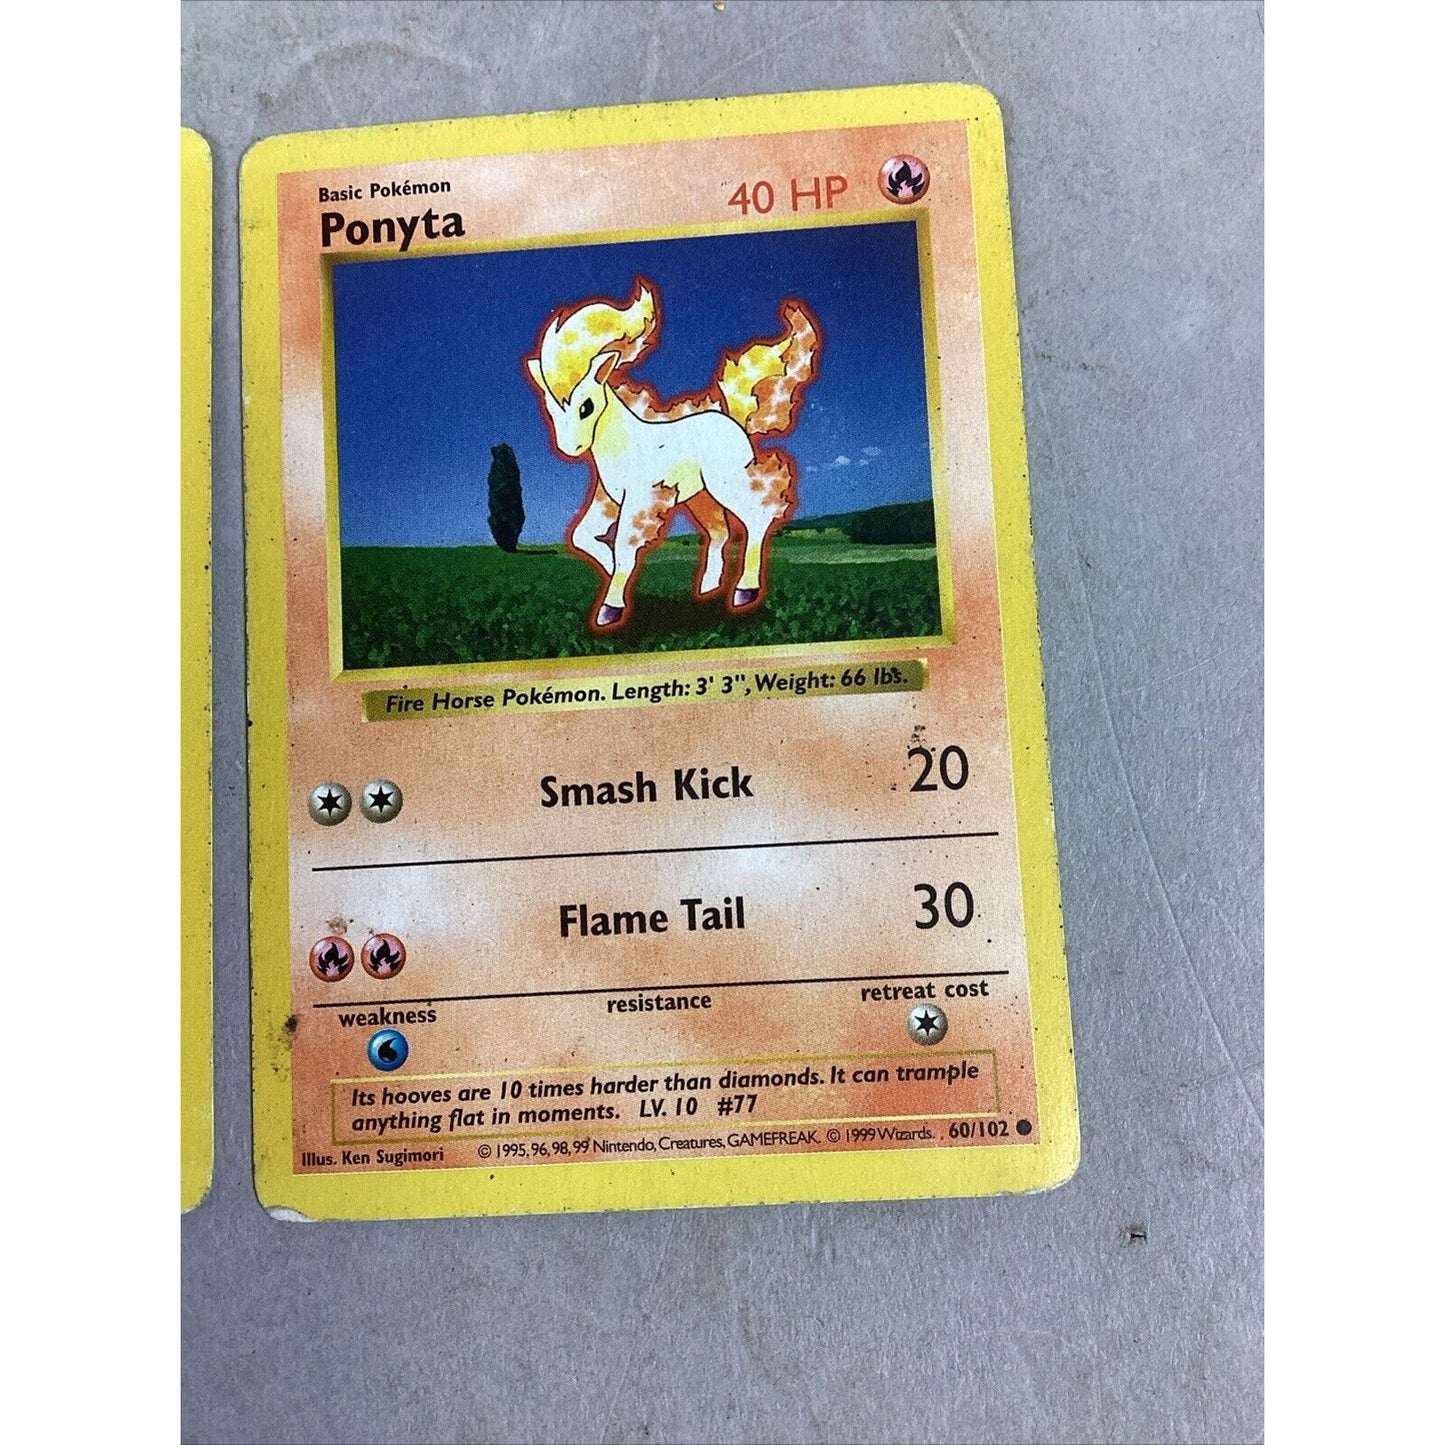 Basic Pokémon
Ponyta
40 HP
Fire Horse Pokémon. Length: 3' 3", Weight: 66 lbs.
Smash Kick 20
Flame Tail 30
weakness resistance retreat cost
Its hooves are 10 times harder than diamonds. It can trample
anything flat in moments. LV. 10 #77
Illus. Ken Sugimori © 1995, 96, 98, 99 Nintendo, Creatures, GAMEFREAK. © 1999 Wizards. 60/102